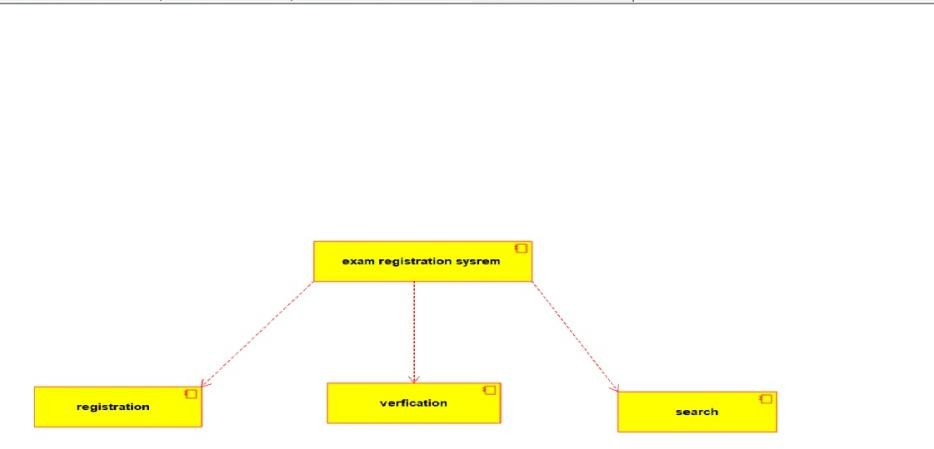 exam registration sysrem
registration
verfication
search